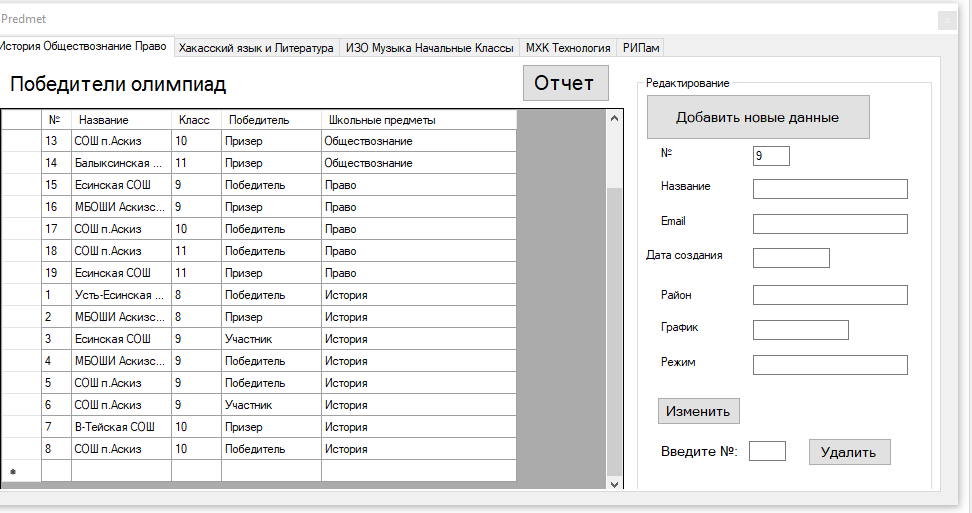 Predmet
x
История Обществознание Право Хакасский язык и Литература ИЗО Музыка Начальные Классы МХК Технология РИПам
Победители олимпиад
Отчет
№ Название Класс Победитель Школьные предметы
13 СОШ п.Аскиз 10 Призер Обществознание
14 Балыксинская ... 11 Призер Обществознание
15 Есинская СОШ 9 Победитель Право
16 МБОШИ Аскизс... 9 Призер Право
17 СОШ п.Аскиз 10 Победитель Право
18 СОШ п.Аскиз 11 Победитель Право
19 Есинская СОШ 11 Призер Право
1 Усть-Есинская ... 8 Победитель История
2 МБОШИ Аскизс... 8 Призер История
3 Есинская СОШ 9 Участник История
4 МБОШИ Аскизс... 9 Победитель История
5 СОШ п.Аскиз 9 Победитель История
6 СОШ п.Аскиз 9 Участник История
7 В-Тейская СОШ 10 Призер История
8 СОШ п.Аскиз 10 Победитель История
*
Редактирование
Добавить новые данные
№ 9
Название
Email
Дата создания
Район
График
Режим
Изменить
Введите №:
Удалить